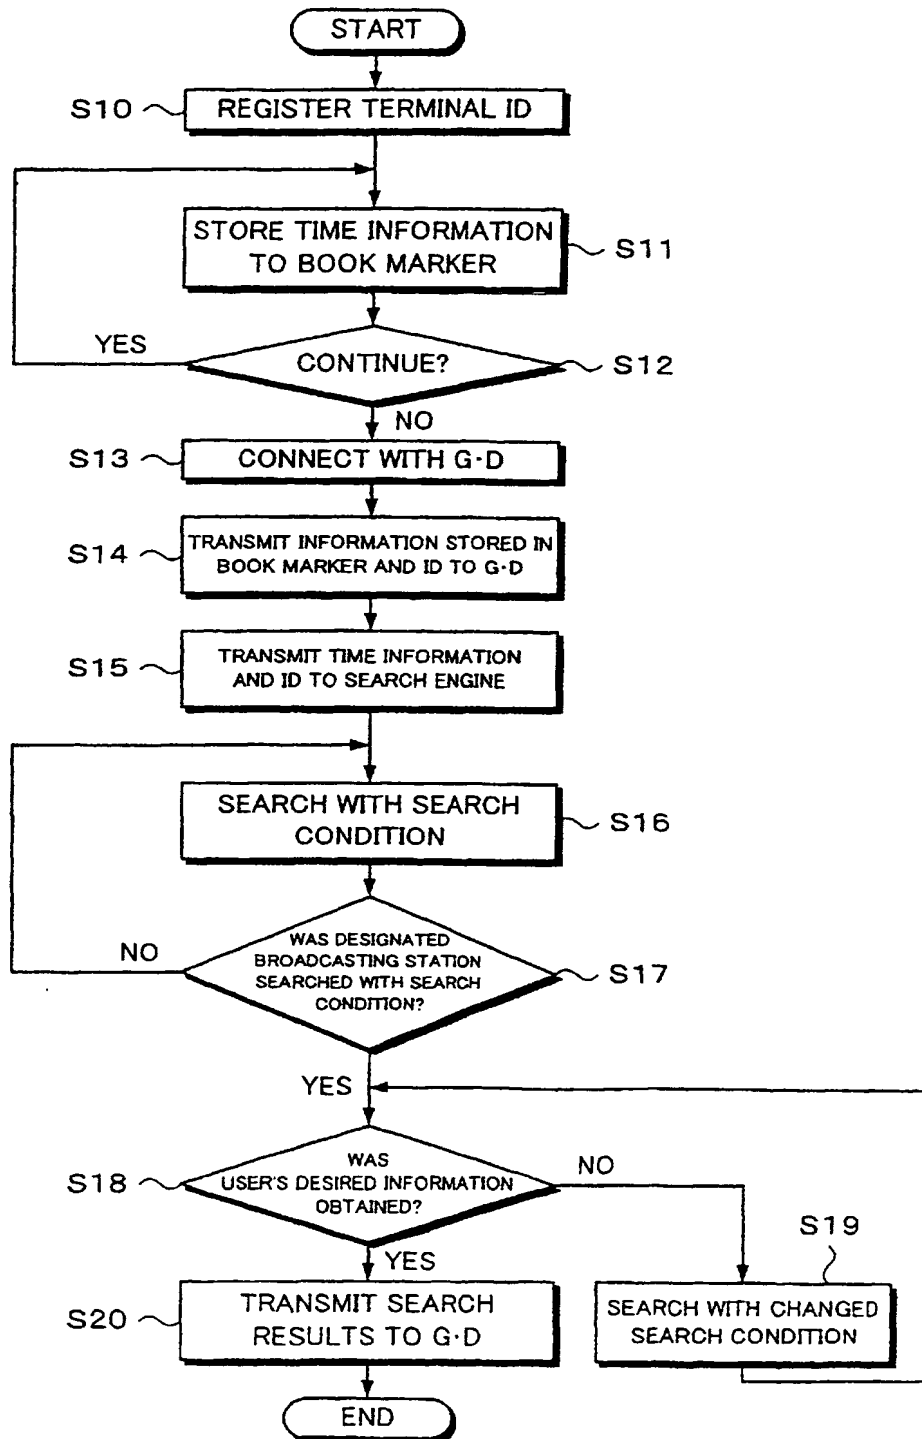 START
S10
REGISTER TERMINAL ID
STORE TIME INFORMATION
TO BOOK MARKER
S11
YES
CONTINUE?
S12
NO
S13
CONNECT WITH G·D
S14
TRANSMIT INFORMATION STORED IN
BOOK MARKER AND ID TO G·D
S15
TRANSMIT TIME INFORMATION
AND ID TO SEARCH ENGINE
SEARCH WITH SEARCH
CONDITION
S16
NO
WAS DESIGNATED
BROADCASTING STATION
SEARCHED WITH SEARCH
CONDITION?
S17
YES
S18
WAS
USER'S DESIRED INFORMATION
OBTAINED?
NO
YES
S19
SEARCH WITH CHANGED
SEARCH CONDITION
S20
TRANSMIT SEARCH
RESULTS TO G·D
END